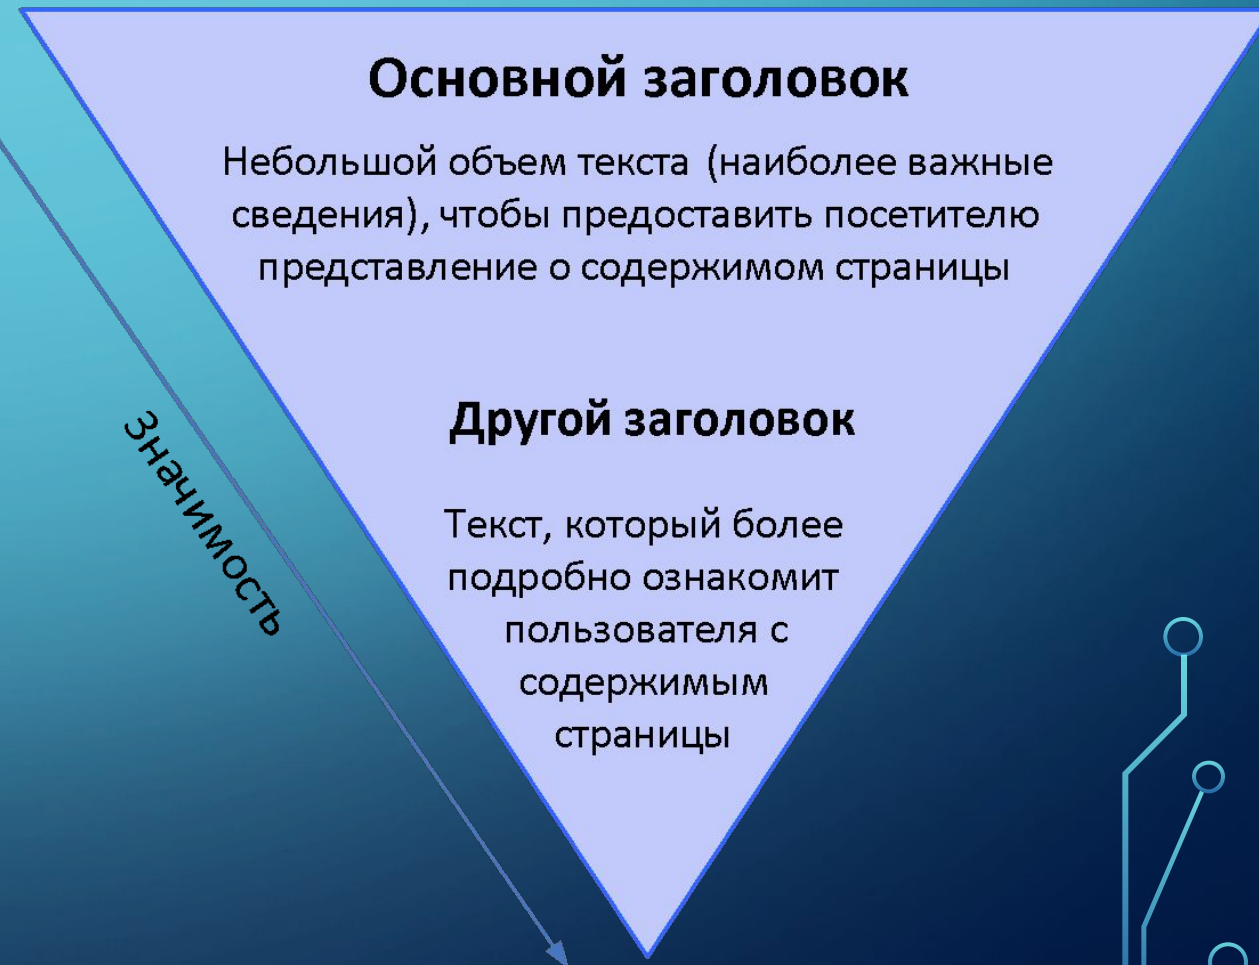 Основной заголовок
Небольшой объем текста (наиболее важные
сведения), чтобы предоставить посетителю
представление о содержимом страницы
Другой заголовок
Значимость
Текст, который более
подробно ознакомит
пользователя с
содержимым
страницы